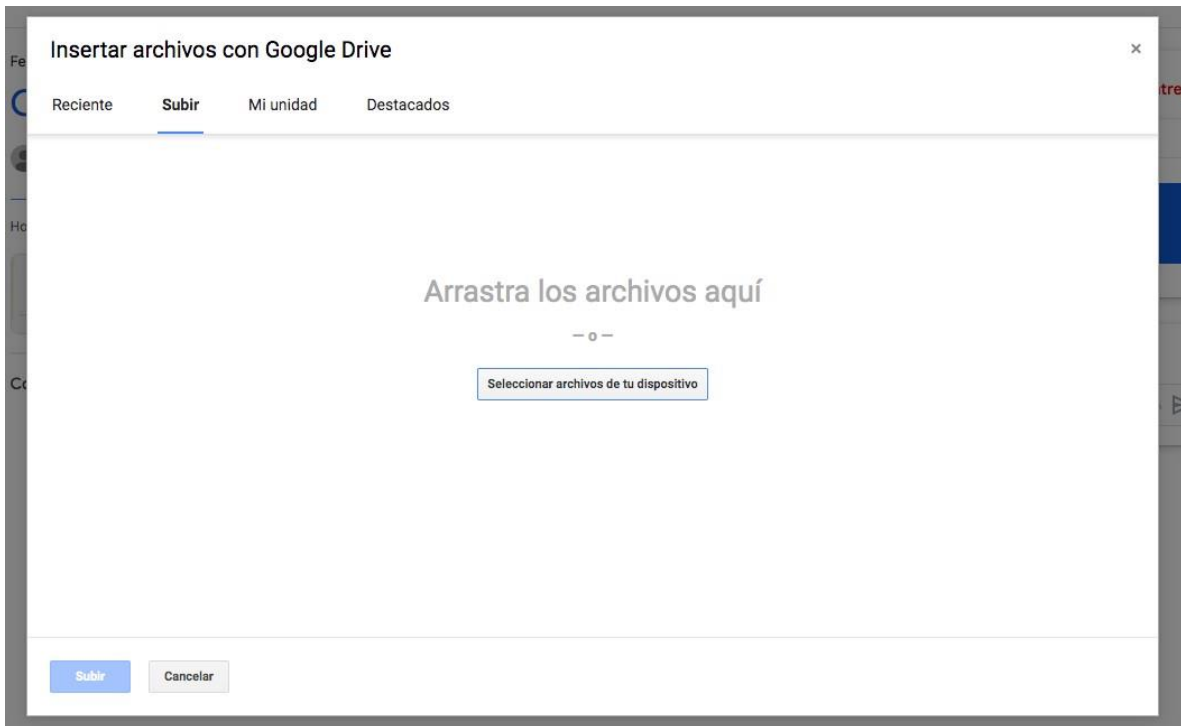 Insertar archivos con Google Drive
×
Reciente Subir Mi unidad Destacados
Arrastra los archivos aquí
— o —
Seleccionar archivos de tu dispositivo
Subir Cancelar